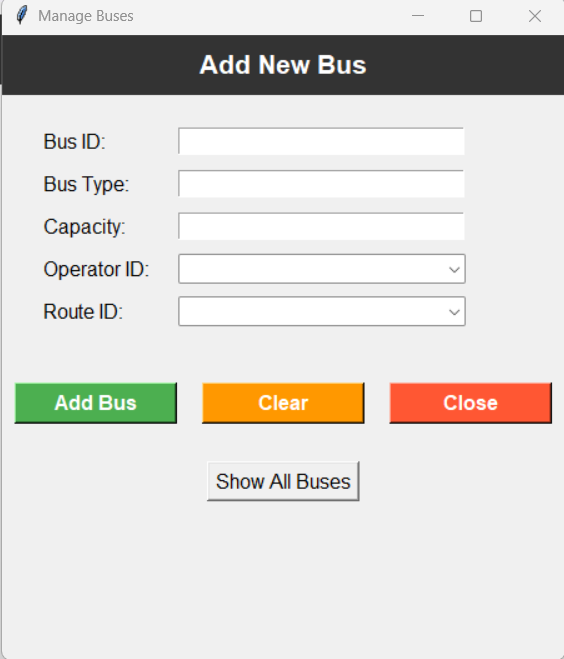 Manage Buses
Add New Bus
Bus ID:
Bus Type:
Capacity:
Operator ID:
Route ID:
Add Bus Clear Close
Show All Buses